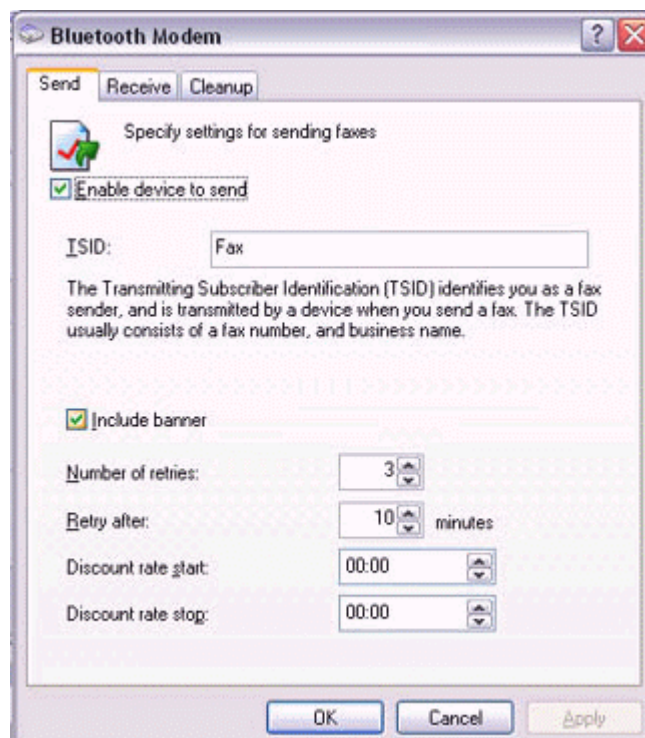 Bluetooth Modem
Send Receive Cleanup
Specify settings for sending faxes
Enable device to send
TSID: Fax
The Transmitting Subscriber Identification (TSID) identifies you as a fax
sender, and is transmitted by a device when you send a fax. The TSID
usually consists of a fax number, and business name.
Include banner
Number of retries: 3
Retry after: 10 minutes
Discount rate start: 00:00
Discount rate stop: 00:00
OK Cancel Apply